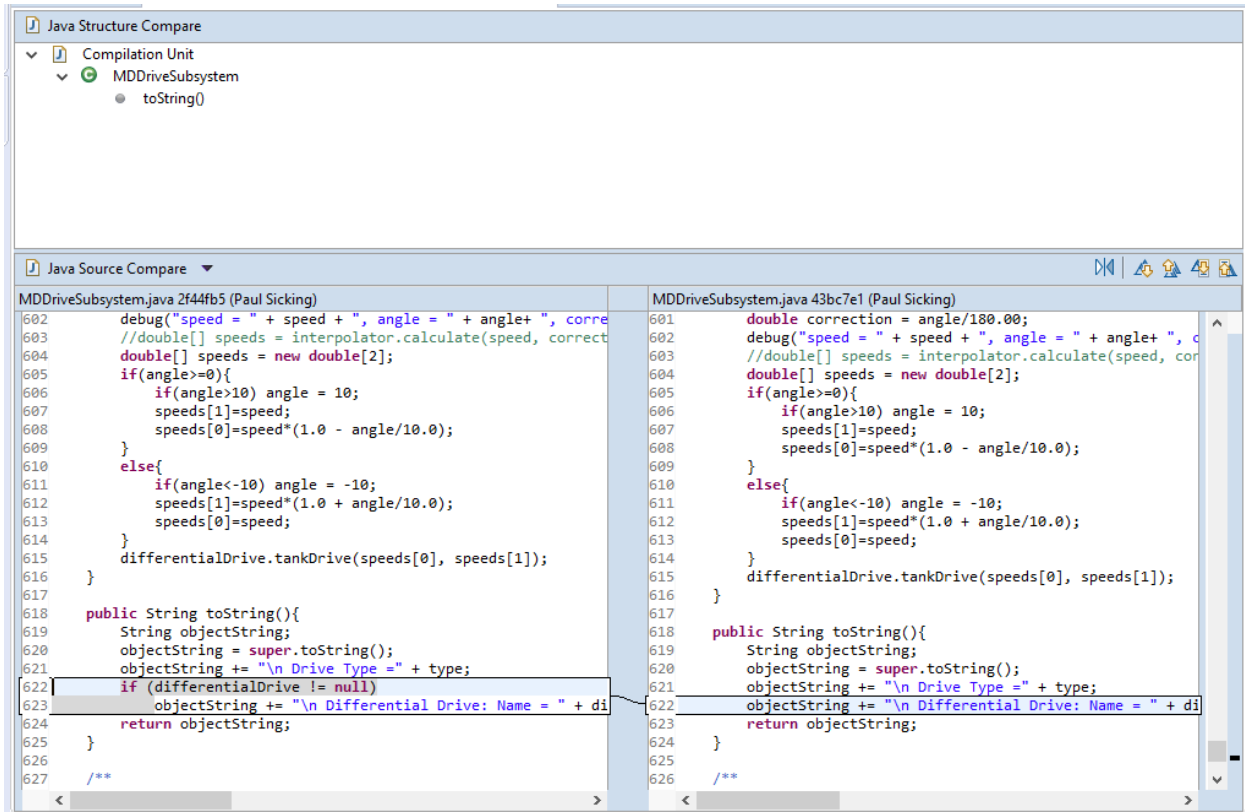 Java Structure Compare
Compilation Unit
MDDriveSubsystem
toString()
Java Source Compare
MDDriveSubsystem.java 2f44fb5 (Paul Sicking)
602 debug("speed = " + speed + ", angle = " + angle+ ", corre
603 //double[] speeds = interpolator.calculate(speed, correct
604 double[] speeds = new double[2];
605 if(angle>=0){
606 if(angle>10) angle = 10;
607 speeds[1]=speed;
608 speeds[0]=speed*(1.0 - angle/10.0);
609 }
610 else{
611 if(angle<-10) angle = -10;
612 speeds[1]=speed*(1.0 + angle/10.0);
613 speeds[0]=speed;
614 }
615 differentialDrive.tankDrive(speeds[0], speeds[1]);
616 }
617
618 public String toString(){
619 String objectString;
620 objectString = super.toString();
621 objectString += "\n Drive Type =" + type;
622 if (differentialDrive != null)
623 objectString += "\n Differential Drive: Name = " + di
624 return objectString;
625 }
626
627 /**
MDDriveSubsystem.java 43bc7e1 (Paul Sicking)
601 double correction = angle/180.00;
602 debug("speed = " + speed + ", angle = " + angle+ ", c
603 //double[] speeds = interpolator.calculate(speed, cor
604 double[] speeds = new double[2];
605 if(angle>=0){
606 if(angle>10) angle = 10;
607 speeds[1]=speed;
608 speeds[0]=speed*(1.0 - angle/10.0);
609 }
610 else{
611 if(angle<-10) angle = -10;
612 speeds[1]=speed*(1.0 + angle/10.0);
613 speeds[0]=speed;
614 }
615 differentialDrive.tankDrive(speeds[0], speeds[1]);
616 }
617
618 public String toString(){
619 String objectString;
620 objectString = super.toString();
621 objectString += "\n Drive Type =" + type;
622 objectString += "\n Differential Drive: Name = " + di
623 return objectString;
624 }
625
626 /**